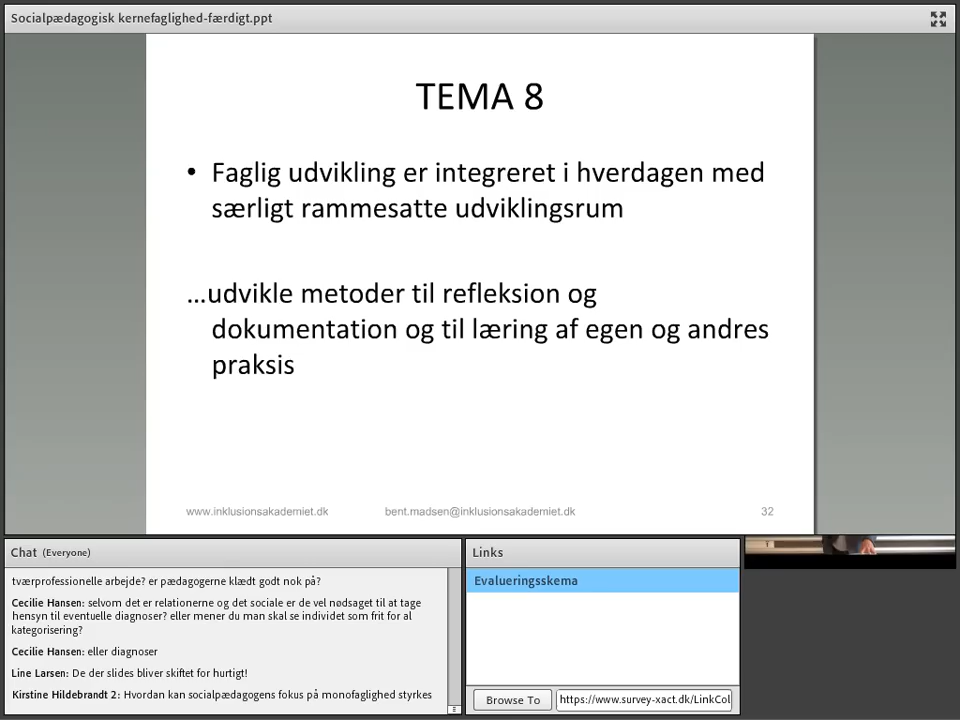 Socialpædagogisk kernefaglighed-færdigt.ppt
TEMA 8
• Faglig udvikling er integreret i hverdagen med
særligt rammesatte udviklingsrum
…udvikle metoder til refleksion og
dokumentation og til læring af egen og andres
praksis
www.inklusionsakademiet.dk bent.madsen@inklusionsakademiet.dk 32
Chat (Everyone)
tværprofessionelle arbejde? er pædagogerne klædt godt nok på?
Cecilie Hansen: selvom det er relationerne og det sociale er de vel nødsaget til at tage
hensyn til eventuelle diagnoser? eller mener du man skal se individet som frit for al
kategorisering?
Cecilie Hansen: eller diagnoser
Line Larsen: De der slides bliver skiftet for hurtigt!
Kirstine Hildebrandt 2: Hvordan kan socialpædagogens fokus på monofaglighed styrkes
Links
Evalueringsskema
Browse To https://www.survey-xact.dk/LinkCol